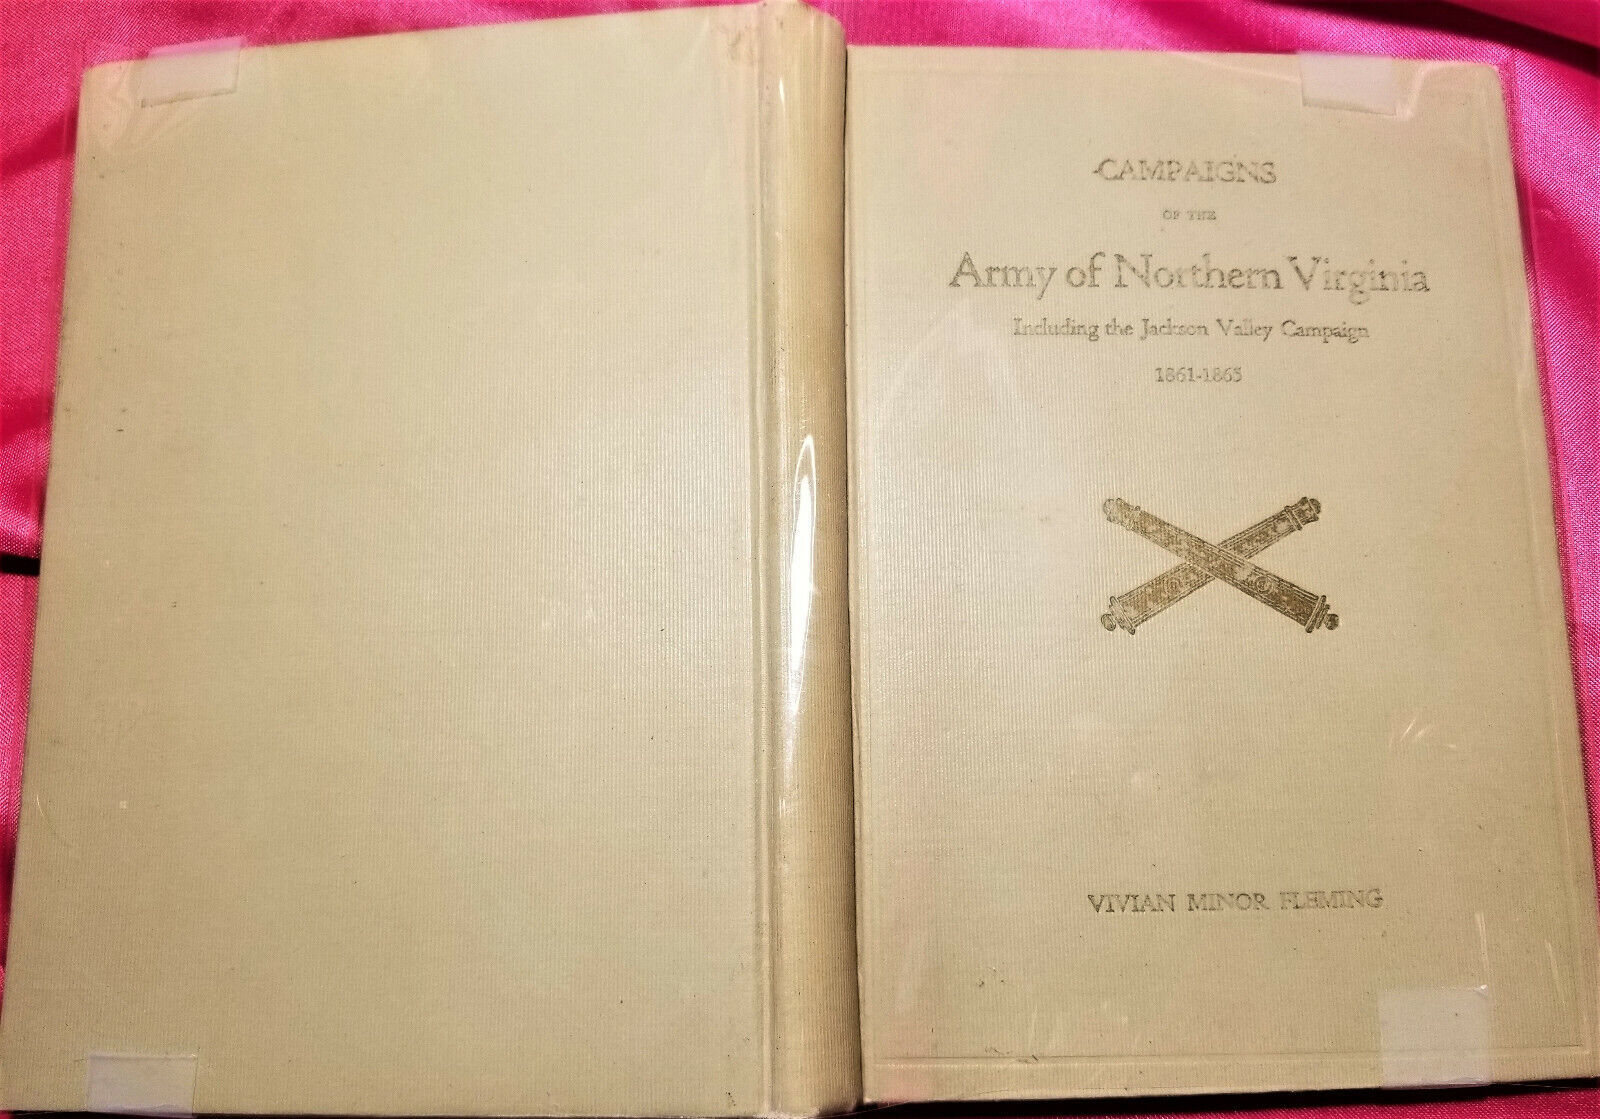 CAMPAIGNS
OF THE
Army of Northern Virginia
Including the Jackson Valley Campaign
1861-1865
VIVIAN MINOR FLEMING